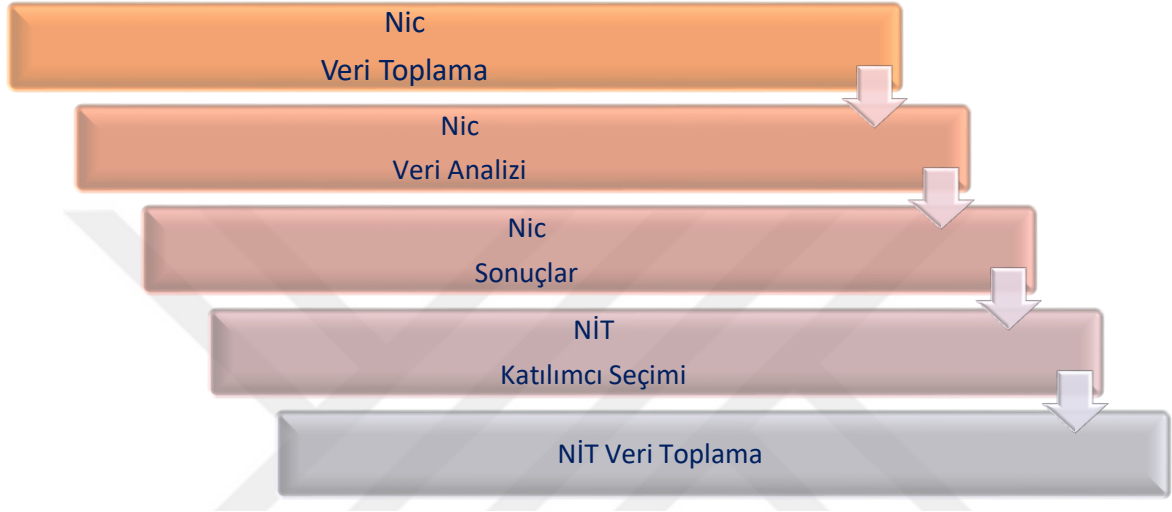 Nic
Veri Toplama
Nic
Veri Analizi
Nic
Sonuçlar
NİT
Katılımcı Seçimi
NİT Veri Toplama